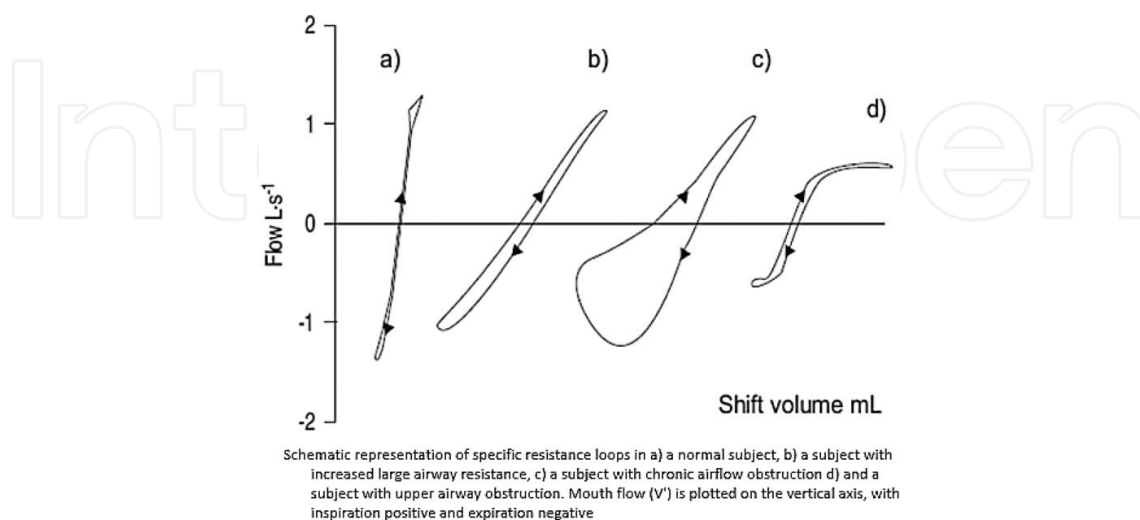 2
a)
b)
c)
d)
1
0
-1
-2
Flow L·s⁻¹
Shift volume mL
Schematic representation of specific resistance loops in a) a normal subject, b) a subject with
increased large airway resistance, c) a subject with chronic airflow obstruction d) and a
subject with upper airway obstruction. Mouth flow (V') is plotted on the vertical axis, with
inspiration positive and expiration negative